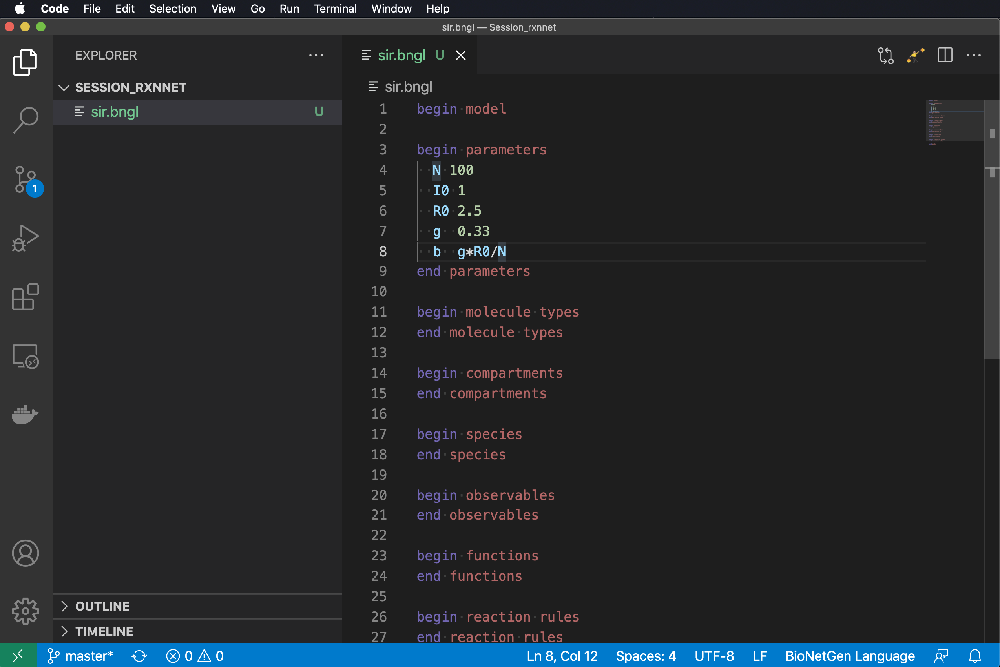 Code File Edit Selection View Go Run Terminal Window Help
sir.bngl — Session_rxnnet
EXPLORER
SESSION_RXNNET
sir.bngl U
1
OUTLINE
TIMELINE
sir.bngl U
sir.bngl
1 begin model
2
3 begin parameters
4 N 100
5 I0 1
6 R0 2.5
7 g 0.33
8 b g*R0/N
9 end parameters
10
11 begin molecule types
12 end molecule types
13
14 begin compartments
15 end compartments
16
17 begin species
18 end species
19
20 begin observables
21 end observables
22
23 begin functions
24 end functions
25
26 begin reaction rules
27 end reaction rules
master* 0 0 Ln 8, Col 12 Spaces: 4 UTF-8 LF BioNetGen Language